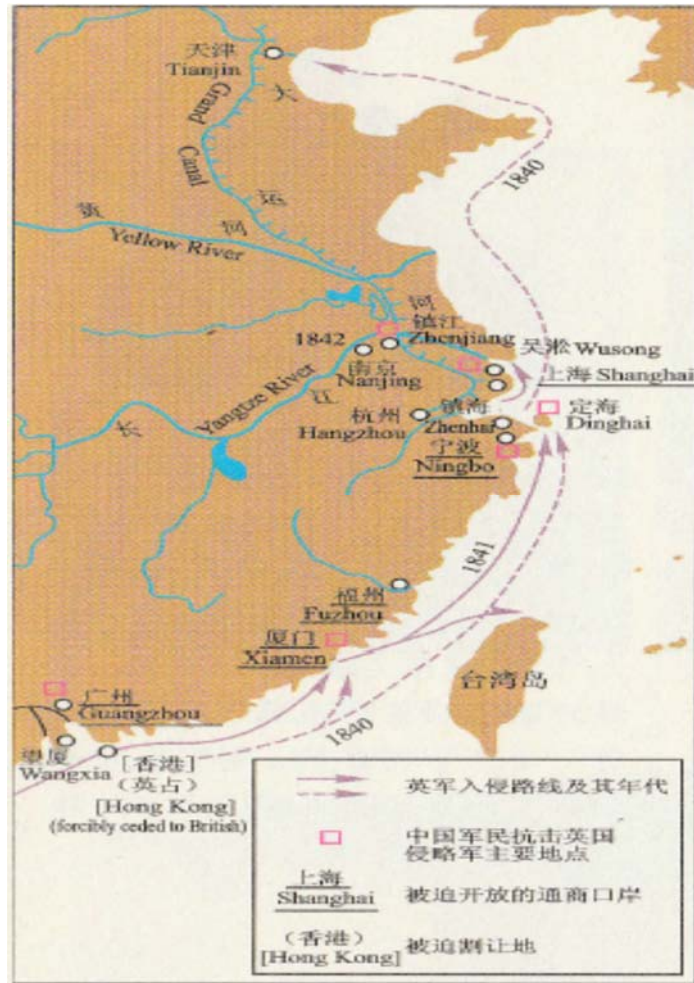 天津
Tianjin
Grand
Canal
大
运
河
黄
河
Yellow River
1840
镇江
1842
Zhenjiang
吴淞 Wusong
南京
Nanjing
上海 Shanghai
Yangtze River
长
江
杭州
Hangzhou
镇海
Zhenhai
定海
Dinghai
宁波
Ningbo
1841
福州
Fuzhou
厦门
Xiamen
台湾岛
广州
Guangzhou
1840
厦
Wangxia
[香港]
(英占)
[Hong Kong]
(forcibly ceded to British)
英军入侵路线及其年代
中国军民抗击英国
侵略军主要地点
上海
Shanghai
被迫开放的通商口岸
(香港)
[Hong Kong]
被迫割让地